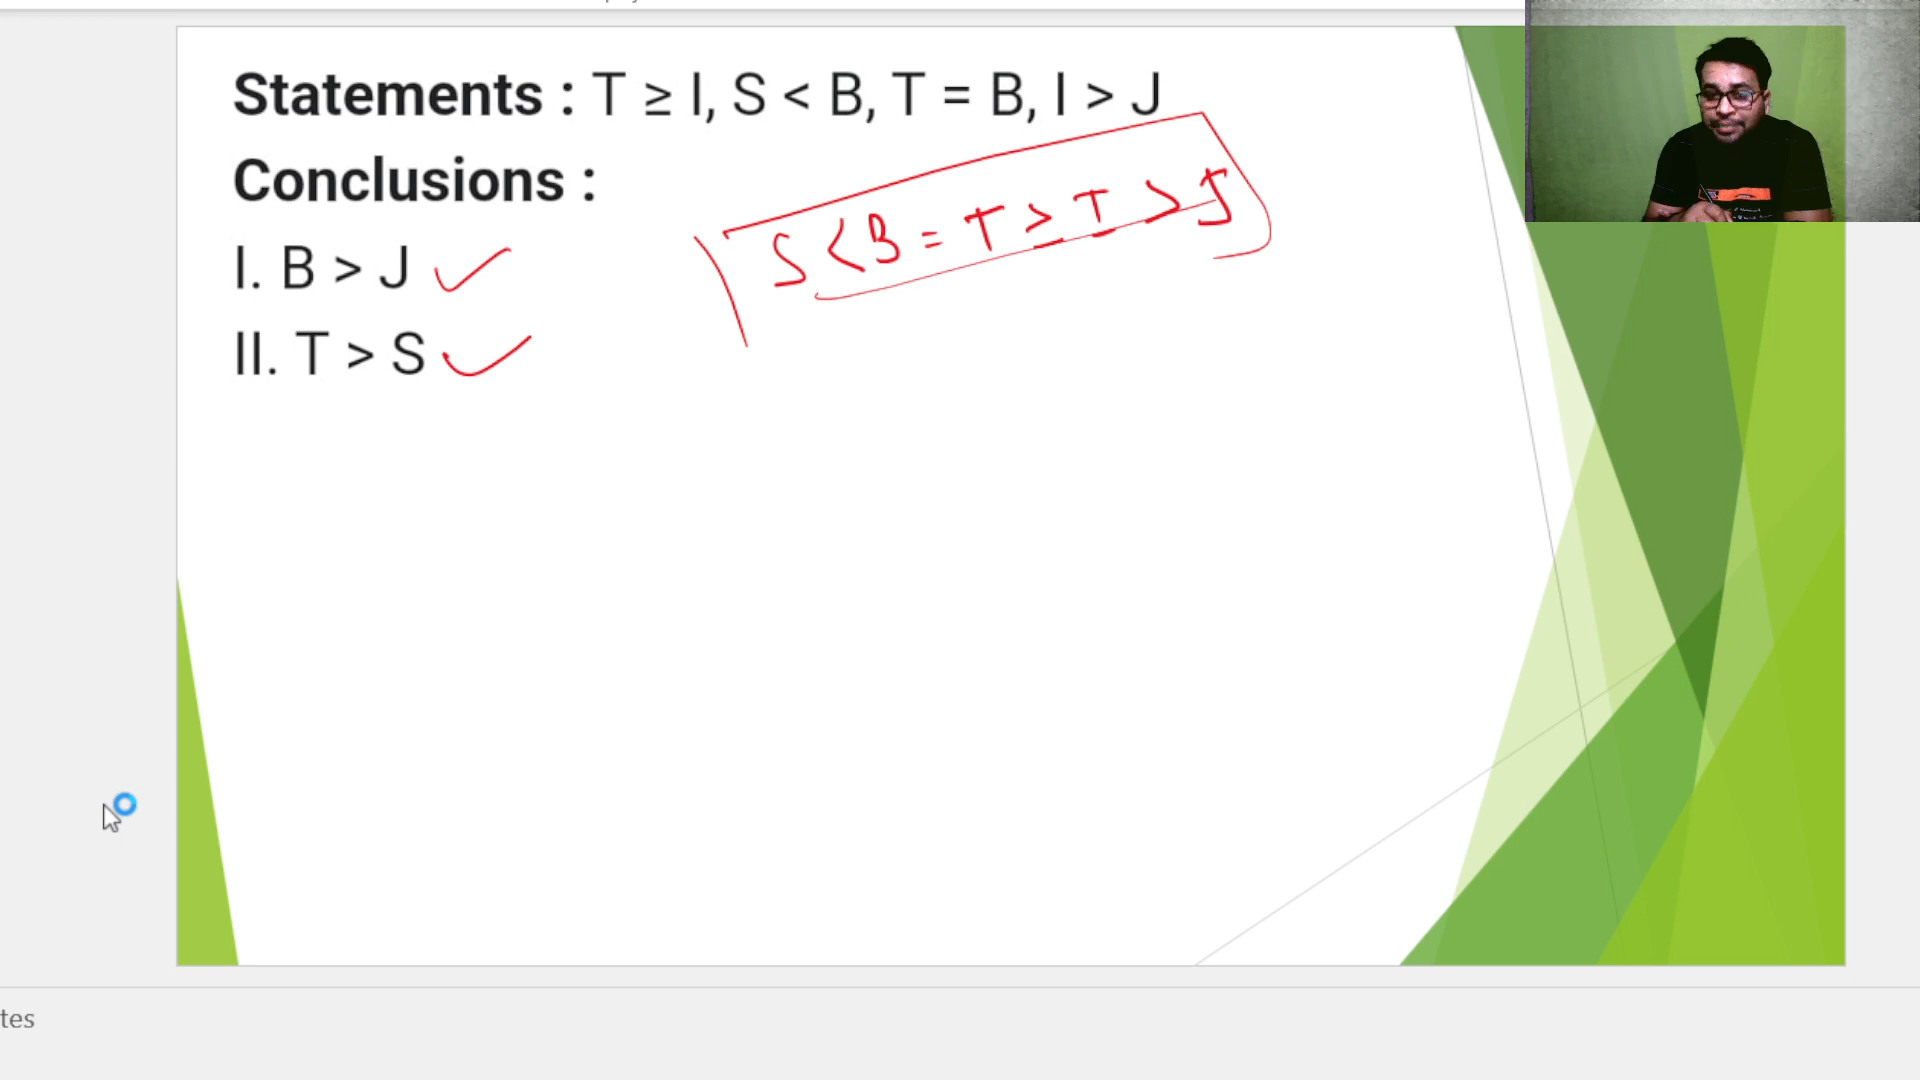 Statements : T ≥ I, S < B, T = B, I > J
Conclusions :
S < B = T ≥ I > J
I. B > J ✓
II. T > S ✓
tes